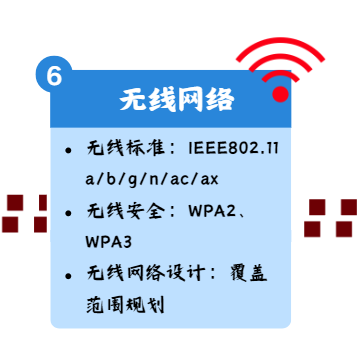 6
无线网络
• 无线标准：IEEE802.11
a/b/g/n/ac/ax
• 无线安全：WPA2、
WPA3
• 无线网络设计：覆盖
范围规划